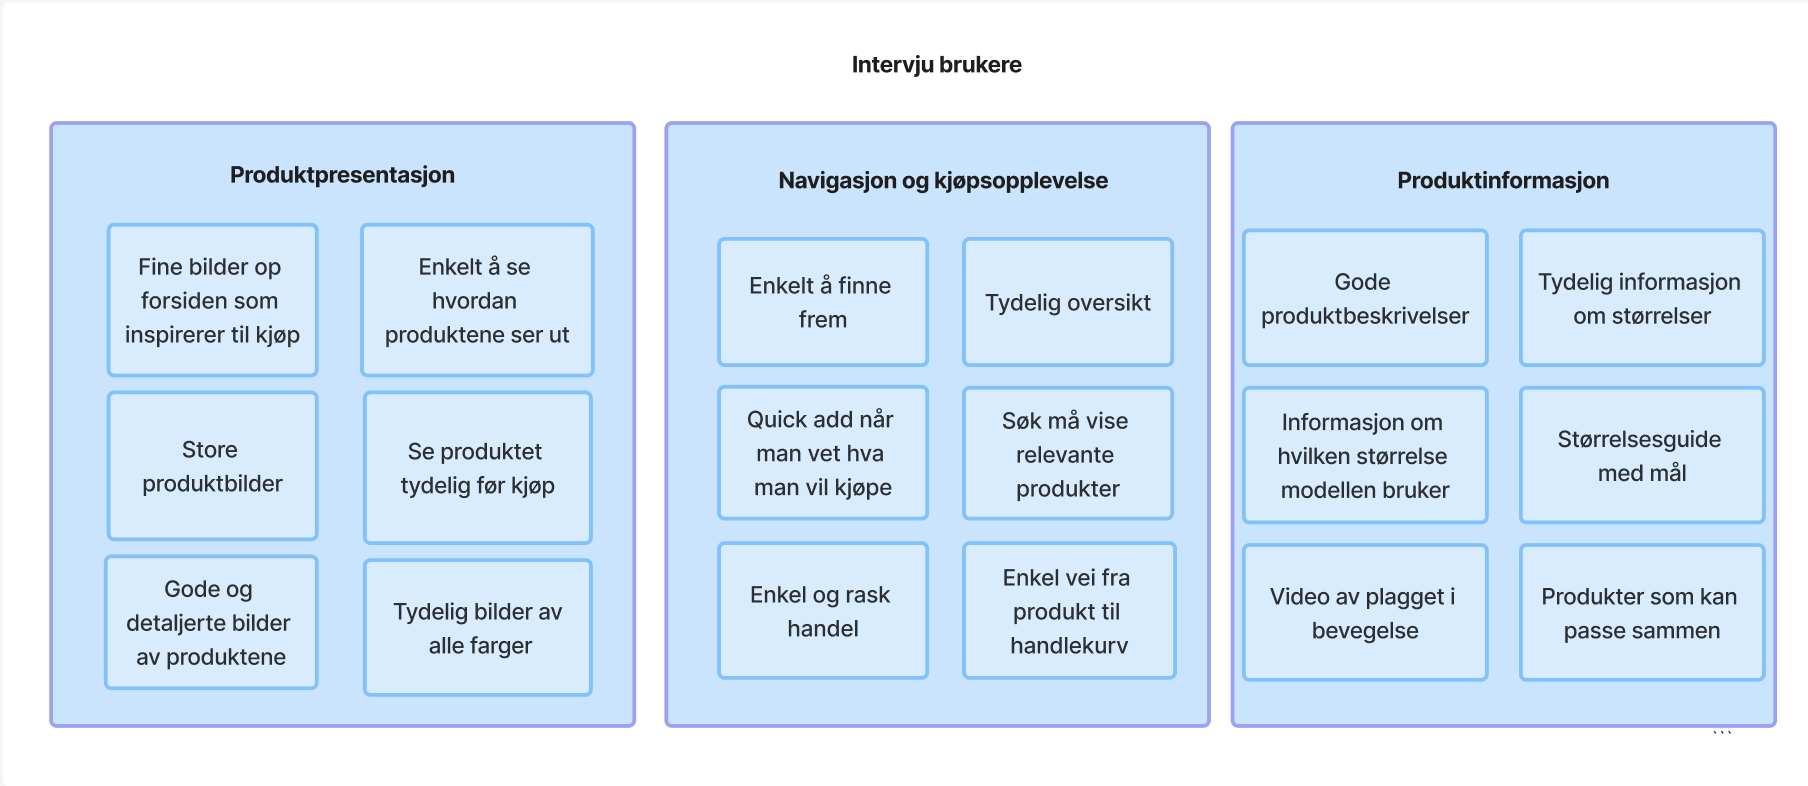 Intervju brukere
Produktpresentasjon
Fine bilder op
forsiden som
inspirerer til kjøp
Enkelt å se
hvordan
produktene ser ut
Store
produktbilder
Se produktet
tydelig før kjøp
Gode og
detaljerte bilder
av produktene
Tydelig bilder av
alle farger
Navigasjon og kjøpsopplevelse
Enkelt å finne
frem
Tydelig oversikt
Quick add når
man vet hva
man vil kjøpe
Søk må vise
relevante
produkter
Enkel og rask
handel
Enkel vei fra
produkt til
handlekurv
Produktinformasjon
Gode
produktbeskrivelser
Tydelig informasjon
om størrelser
Informasjon om
hvilken størrelse
modellen bruker
Størrelsesguide
med mål
Video av plagget i
bevegelse
Produkter som kan
passe sammen
```